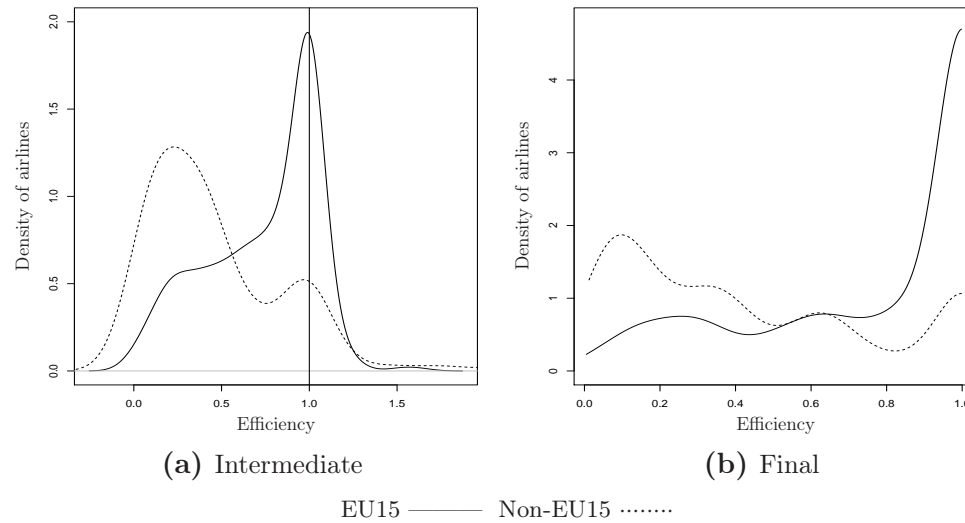 Density of airlines
2.0
1.5
1.0
0.5
0.0
0.0 0.5 1.0 1.5
Efficiency
(a) Intermediate
Density of airlines
4
3
2
1
0
0.0 0.2 0.4 0.6 0.8 1.0
Efficiency
(b) Final
EU15 Non-EU15